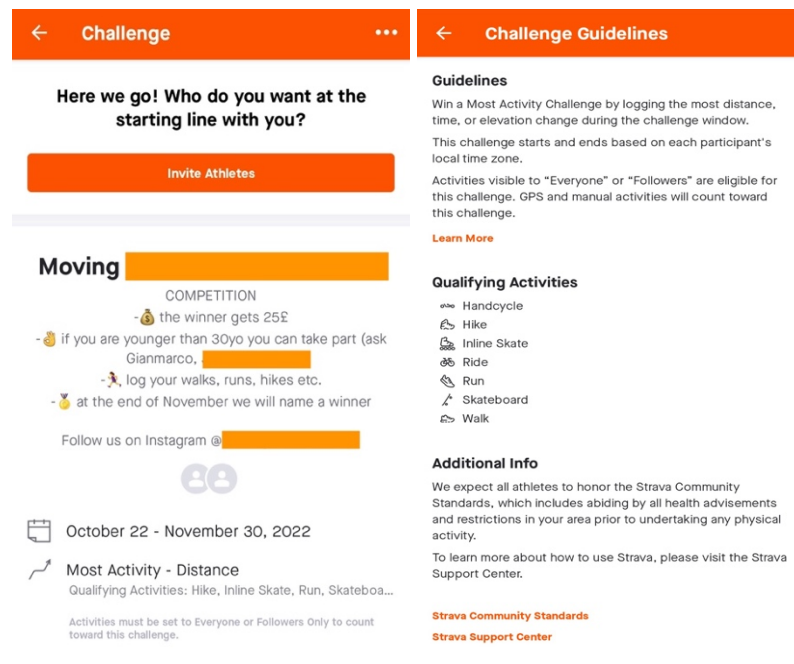 Challenge
Here we go! Who do you want at the
starting line with you?
Invite Athletes
Moving
COMPETITION
-💰 the winner gets 25£
-👌 if you are younger than 30yo you can take part (ask
Gianmarco,
-🏃 log your walks, runs, hikes etc.
-🏅 at the end of November we will name a winner
Follow us on Instagram @
October 22 - November 30, 2022
Most Activity - Distance
Qualifying Activities: Hike, Inline Skate, Run, Skateboa...
Activities must be set to Everyone or Followers Only to count
toward this challenge.
Challenge Guidelines
Guidelines
Win a Most Activity Challenge by logging the most distance,
time, or elevation change during the challenge window.
This challenge starts and ends based on each participant's
local time zone.
Activities visible to “Everyone” or “Followers” are eligible for
this challenge. GPS and manual activities will count toward
this challenge.
Learn More
Qualifying Activities
Handcycle
Hike
Inline Skate
Ride
Run
Skateboard
Walk
Additional Info
We expect all athletes to honor the Strava Community
Standards, which includes abiding by all health advisements
and restrictions in your area prior to undertaking any physical
activity.
To learn more about how to use Strava, please visit the Strava
Support Center.
Strava Community Standards
Strava Support Center